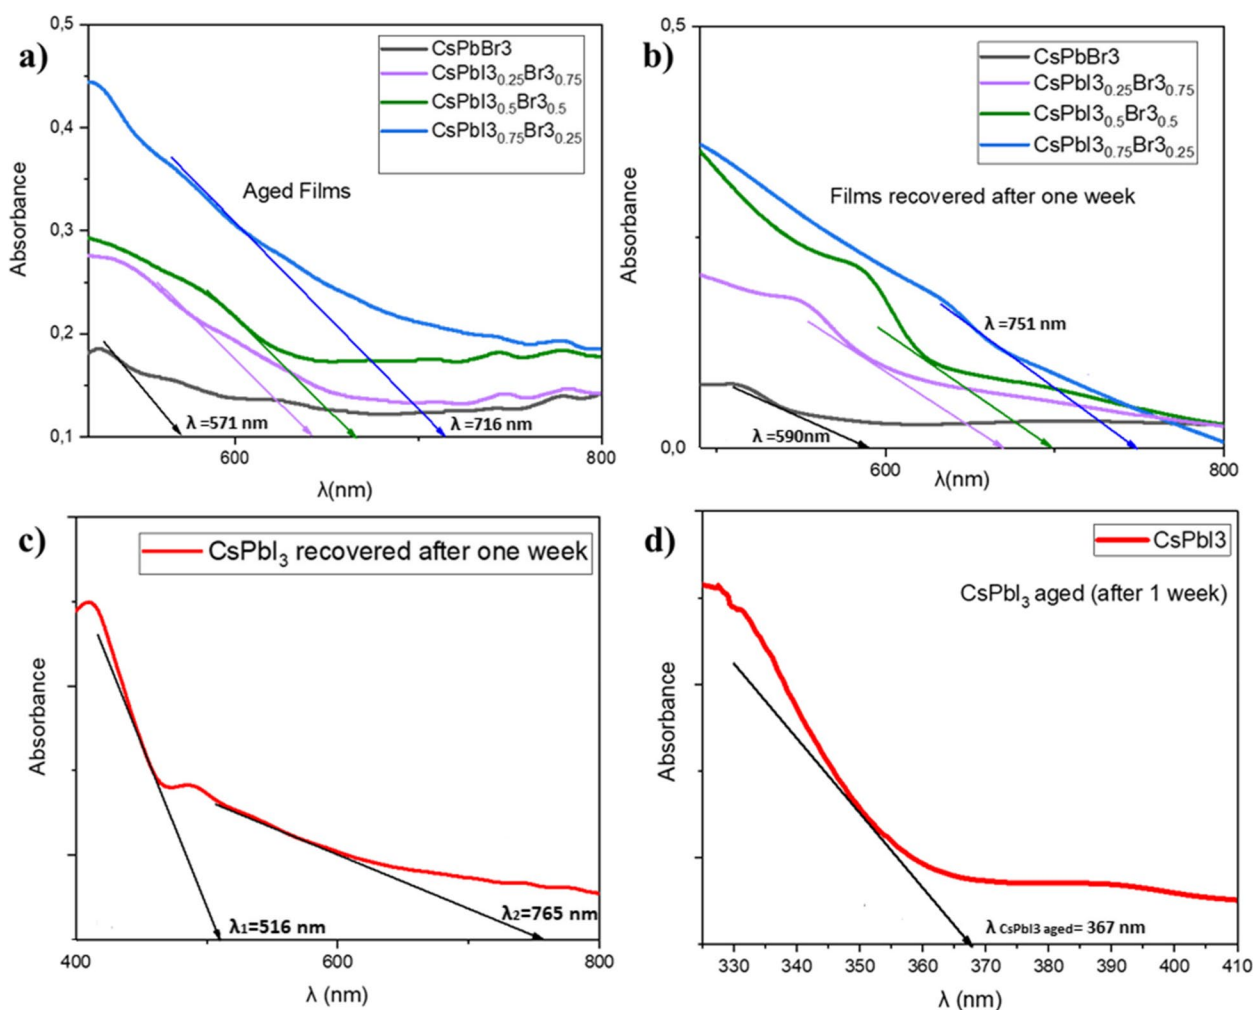 a)
0,5
0,4
0,3
0,2
0,1
Absorbance
CsPbBr3
CsPbI3₀.₂₅Br3₀.₇₅
CsPbI3₀.₅Br3₀.₅
CsPbI3₀.₇₅Br3₀.₂₅
Aged Films
λ =571 nm
λ =716 nm
600
800
λ(nm)
b)
0,5
0,0
Absorbance
CsPbBr3
CsPbI3₀.₂₅Br3₀.₇₅
CsPbI3₀.₅Br3₀.₅
CsPbI3₀.₇₅Br3₀.₂₅
Films recovered after one week
λ =751 nm
λ =590nm
600
800
λ(nm)
c)
Absorbance
CsPbI₃ recovered after one week
λ₁=516 nm
λ₂=765 nm
400
600
800
λ (nm)
d)
Absorbance
CsPbI3
CsPbI₃ aged (after 1 week)
λ CsPbI3 aged= 367 nm
330
340
350
360
370
380
390
400
410
λ (nm)